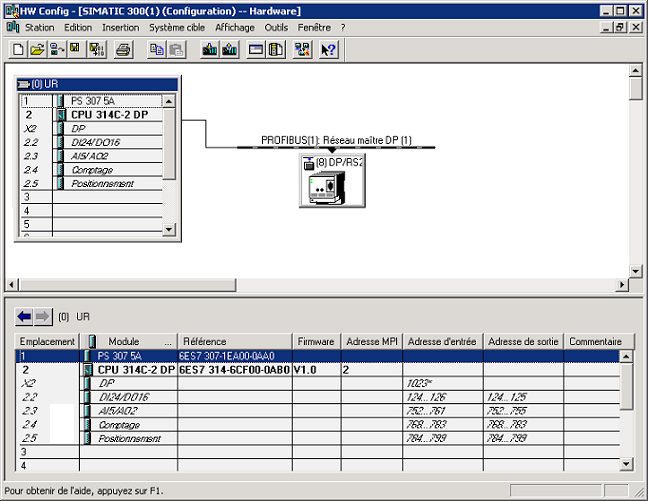 HW Config - [SIMATIC 300(1) (Configuration) -- Hardware]
Station Edition Insertion Système cible Affichage Outils Fenêtre ?
(0) UR
1 PS 307 5A
2 CPU 314C-2 DP
X2 DP
2.2 DI24/DO16
2.3 AI5/AO2
2.4 Comptage
2.5 Positionnement
3
4
5
PROFIBUS(1): Réseau maître DP (1)
(8) DP/RS2
(0) UR
Emplacement Module ... Référence Firmware Adresse MPI Adresse d'entrée Adresse de sortie Commentaire
1 PS 307 5A 6ES7 307-1EA00-0AA0
2 CPU 314C-2 DP 6ES7 314-6CF00-0AB0 V1.0 2
X2 DP 1023*
2.2 DI24/DO16 124...126 124...125
2.3 AI5/AO2 752...761 752...755
2.4 Comptage 768...783 768...783
2.5 Positionnement 784...799 784...799
3
4
Pour obtenir de l'aide, appuyez sur F1.